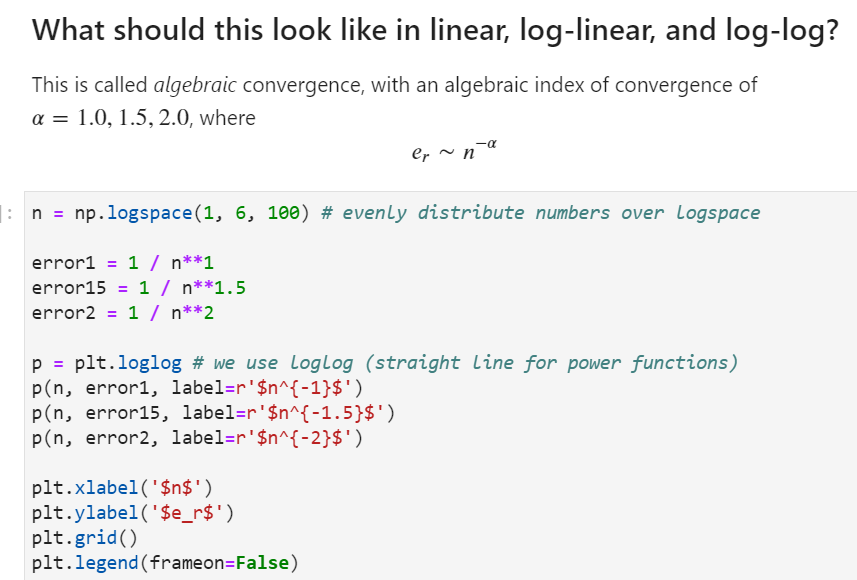 What should this look like in linear, log-linear, and log-log?
This is called algebraic convergence, with an algebraic index of convergence of
α = 1.0, 1.5, 2.0, where
e_r ∼ n^{−α}
]:
n = np.logspace(1, 6, 100) # evenly distribute numbers over logspace
error1 = 1 / n**1
error15 = 1 / n**1.5
error2 = 1 / n**2
p = plt.loglog # we use loglog (straight line for power functions)
p(n, error1, label=r'$n^{-1}$')
p(n, error15, label=r'$n^{-1.5}$')
p(n, error2, label=r'$n^{-2}$')
plt.xlabel('$n$')
plt.ylabel('$e_r$')
plt.grid()
plt.legend(frameon=False)